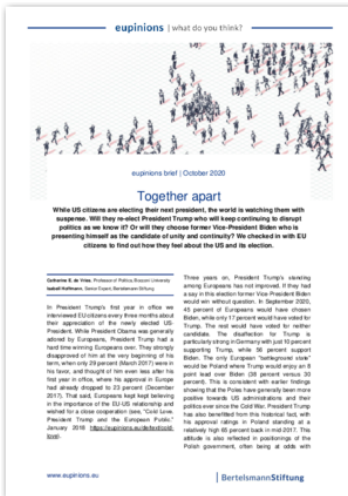 eupinions | what do you think?
eupinions brief | October 2020
Together apart
While US citizens are electing their next president, the world is watching them with
suspense. Will they re-elect President Trump who will keep continuing to disrupt
politics as we know it? Or will they choose former Vice-President Biden who is
presenting himself as the candidate of unity and continuity? We checked in with EU
citizens to find out how they feel about the US and its election.
Catherine E. de Vries, Professor of Politics, Bocconi University
Isabell Hoffmann, Senior Expert, Bertelsmann Stiftung
In President Trump's first year in office we
interviewed EU citizens every three months about
their appreciation of the newly elected US-
President. While President Obama was generally
adored by Europeans, President Trump had a
hard time winning Europeans over. They strongly
disapproved of him at the very beginning of his
term, when only 29 percent (March 2017) were in
his favor, and thought of him even less after his
first year in office, where his approval in Europe
had already dropped to 22 percent (December
2017). That said, Europeans kept believing
in the importance of the EU-US relationship and
wished for a close cooperation (see, "Cold Love.
President Trump and the European Public,"
January 2018
Three years on, President Trump's standing
among Europeans has not improved. If they had
a say in this election former Vice-President Biden
would win without question. In September 2020,
45 percent of Europeans would have chosen
Biden, while only 17 percent would have voted for
Trump. The rest would have voted for neither
candidate. The disaffection for Trump is
particularly strong in Germany with just 10 percent
supporting Trump, while 56 percent support
Biden. The only European "battleground state"
would be Poland where Trump would enjoy an 8
point lead over Biden (38 percent versus 30
percent). This is consistent with earlier findings
showing that the Poles have generally been more
positive towards US administrations and their
politics ever since the Cold War. President Trump
has also benefitted from this historical fact, with
his approval ratings in Poland standing at a
relatively high 65 percent back in mid-2017. This
attitude is also reflected in positionings of the
Polish government, often being at odds with
www.eupinions.eu
BertelsmannStiftung